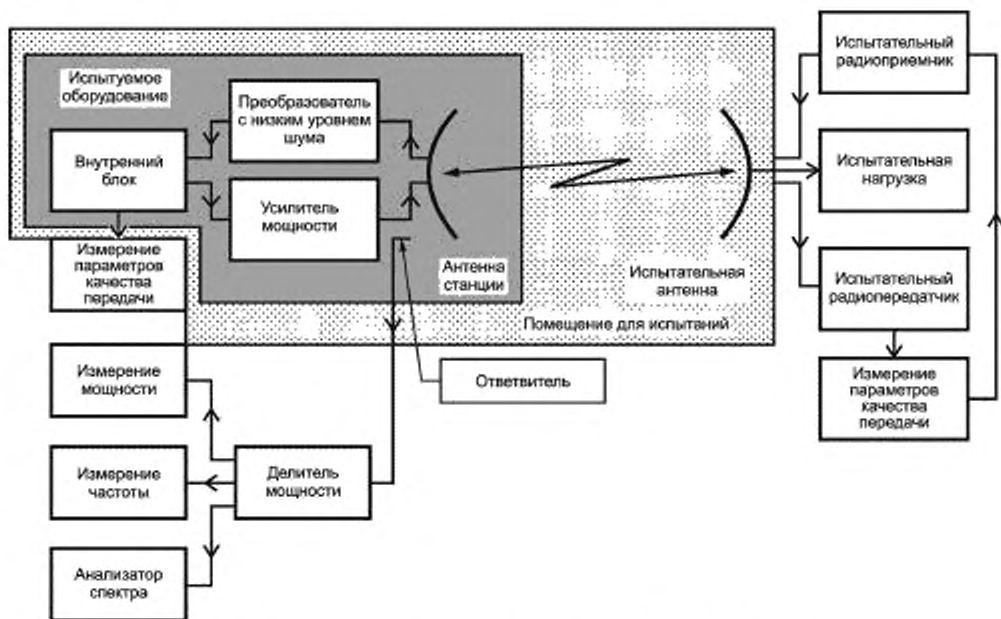 Испытуемое
оборудование
Преобразователь
с низким уровнем
шума
Внутренний
блок
Усилитель
мощности
Измерение
параметров
качества
передачи
Антенна
станции
Испытательная
антенна
Помещение для испытаний
Испытательный
радиоприемник
Испытательная
нагрузка
Испытательный
радиопередатчик
Измерение
параметров
качества
передачи
Измерение
мощности
Ответвитель
Измерение
частоты
Делитель
мощности
Анализатор
спектра